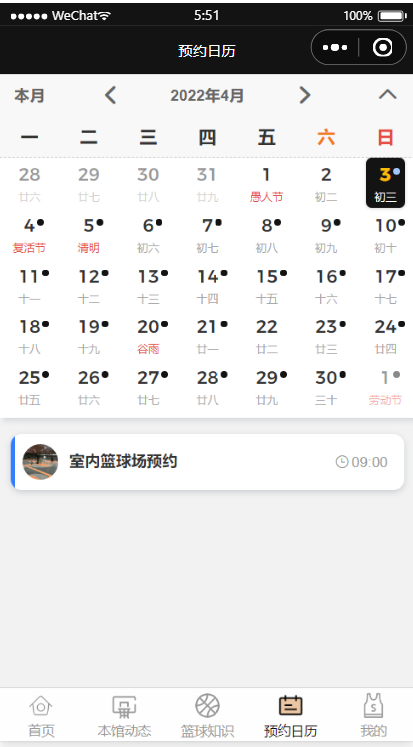 WeChat 5:51 100%
预约日历
本月 2022年4月
一 二 三 四 五 六 日
28 29 30 31 1 2 3
廿六 廿七 廿八 廿九 愚人节 初二 初三
4 5 6 7 8 9 10
复活节 清明 初六 初七 初八 初九 初十
11 12 13 14 15 16 17
十一 十二 十三 十四 十五 十六 十七
18 19 20 21 22 23 24
十八 十九 谷雨 廿一 廿二 廿三 廿四
25 26 27 28 29 30 1
廿五 廿六 廿七 廿八 廿九 三十 劳动节
室内篮球场预约 09:00
首页 本馆动态 篮球知识 预约日历 我的